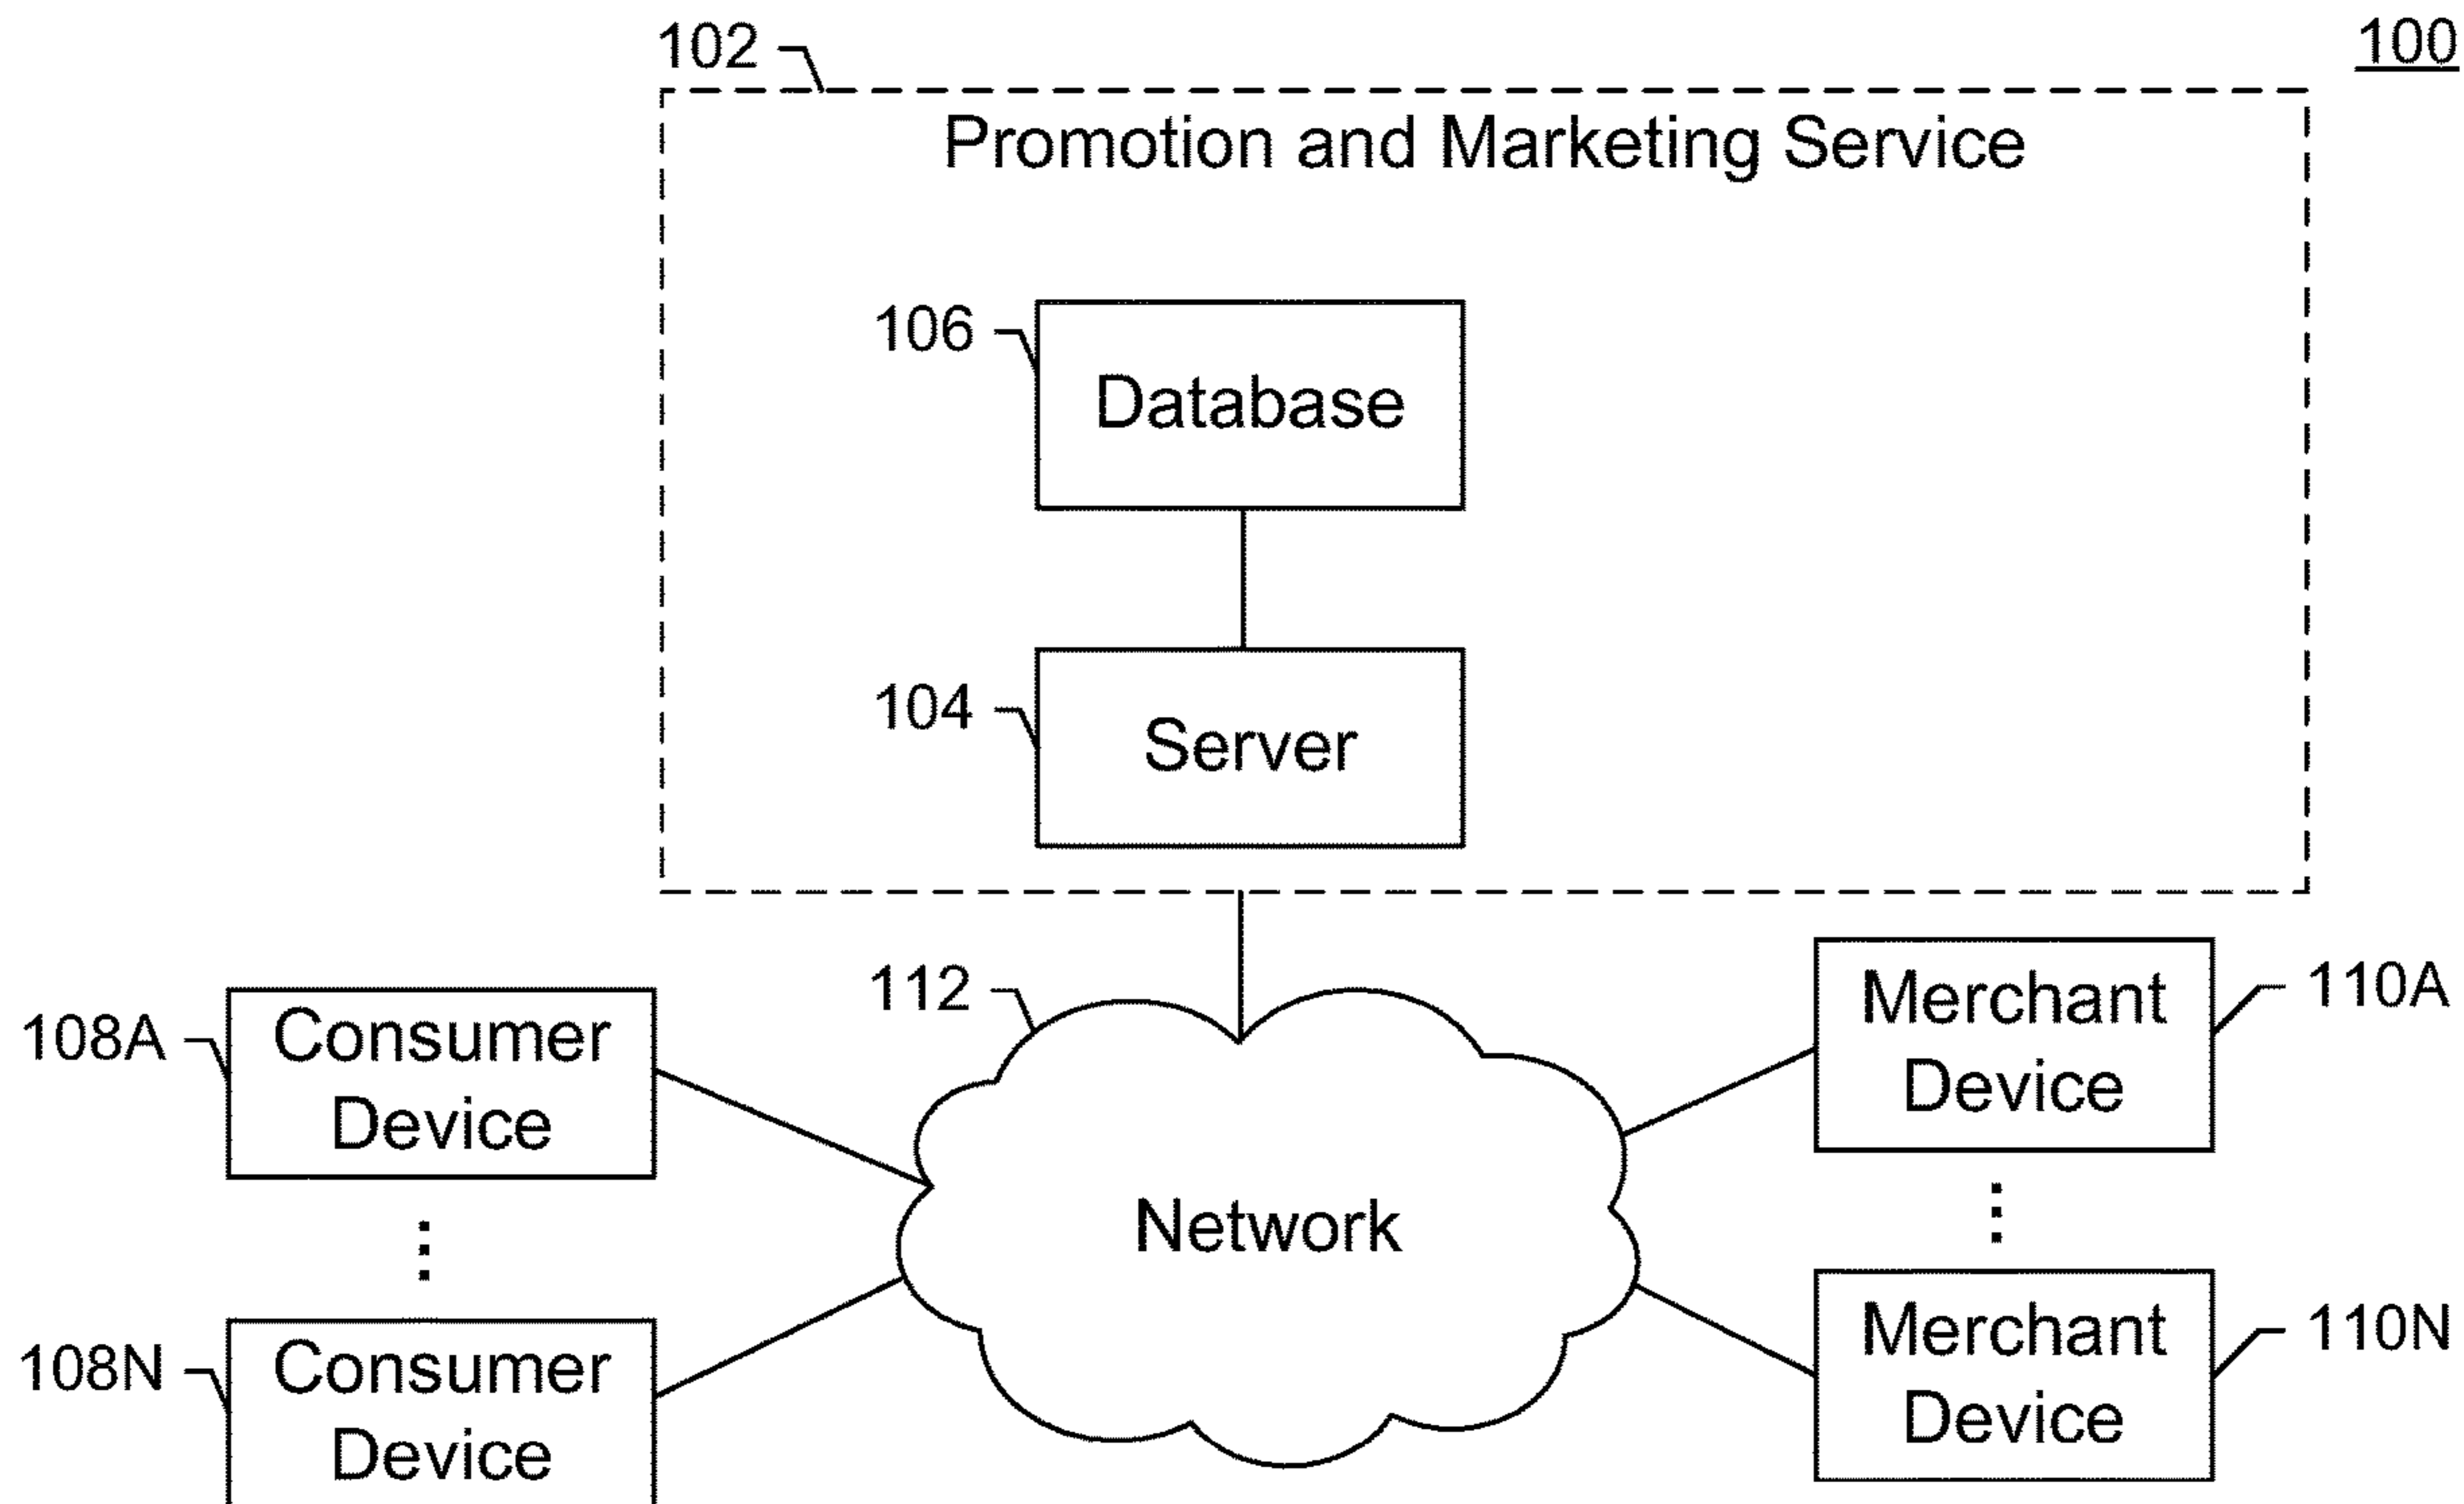 100
102
Promotion and Marketing Service
106
Database
104
Server
112
108A
Consumer
Device
108N
Consumer
Device
Network
Merchant
Device
110A
Merchant
Device
110N